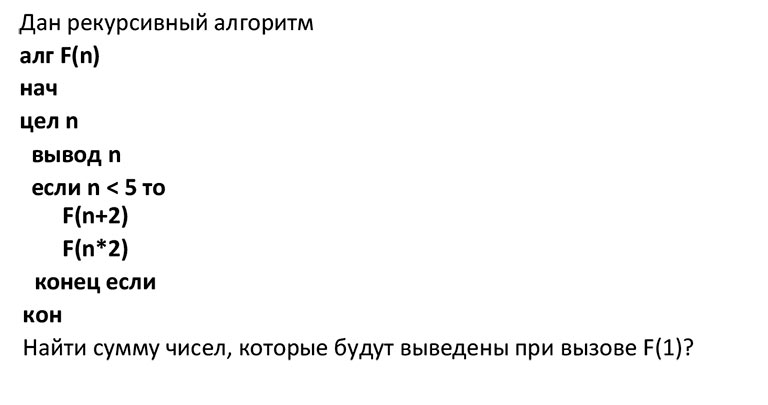 Дан рекурсивный алгоритм
алг F(n)
нач
цел n
вывод n
если n < 5 то
F(n+2)
F(n*2)
конец если
кон
Найти сумму чисел, которые будут выведены при вызове F(1)?